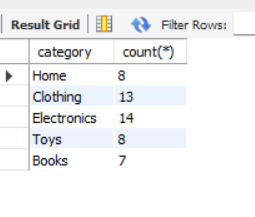 Result Grid Filter Rows:
category count(*)
Home 8
Clothing 13
Electronics 14
Toys 8
Books 7